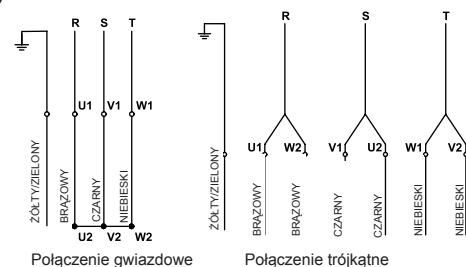 R S T
U1 V1 W1
ŻÓŁTY/ZIELONY
BRĄZOWY
CZARNY
NIEBIESKI
U2 V2 W2
Połączenie gwiazdowe
R S T
U1 W2 V1 U2 W1 V2
ŻÓŁTY/ZIELONY
BRĄZOWY
BRĄZOWY
CZARNY
CZARNY
NIEBIESKI
NIEBIESKI
Połączenie trójkątne